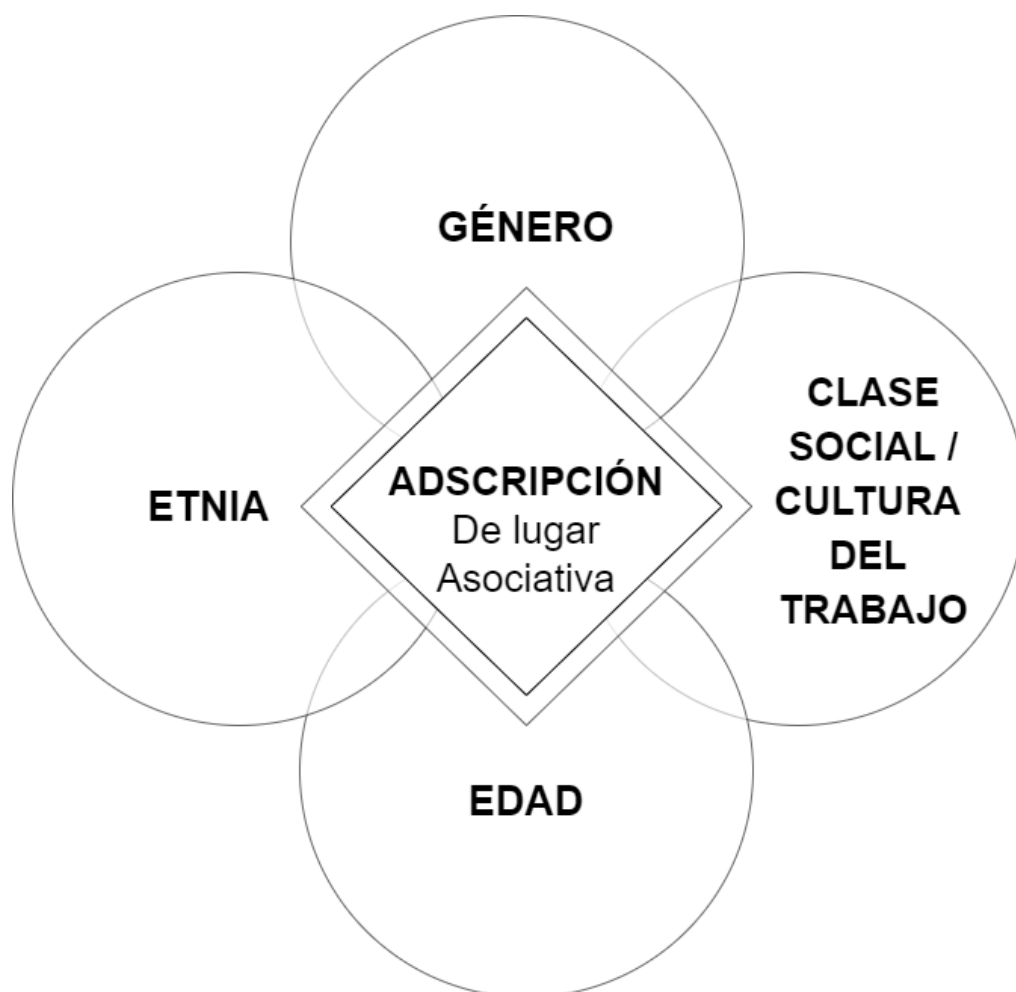 GÉNERO
ETNIA
ADSCRIPCIÓN
De lugar
Asociativa
CLASE
SOCIAL /
CULTURA
DEL
TRABAJO
EDAD